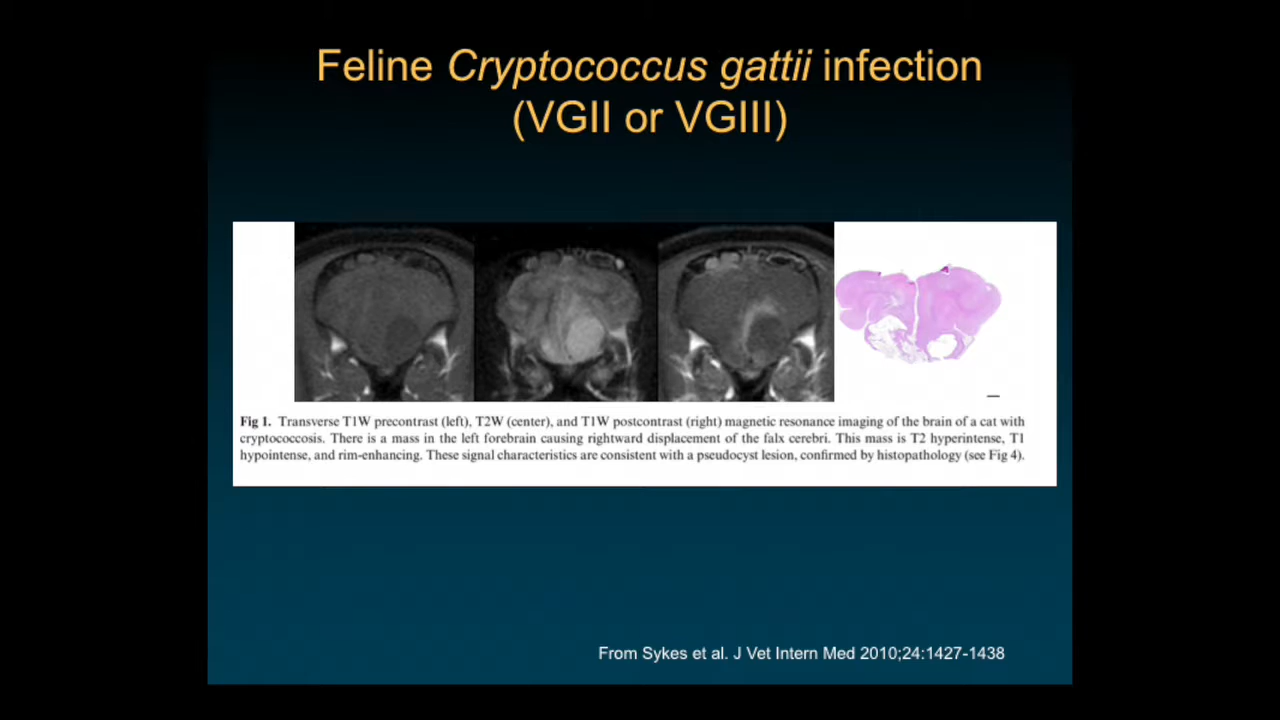 Feline Cryptococcus gattii infection
(VGII or VGIII)
Fig 1. Transverse T1W precontrast (left), T2W (center), and T1W postcontrast (right) magnetic resonance imaging of the brain of a cat with
cryptococcosis. There is a mass in the left forebrain causing rightward displacement of the falx cerebri. This mass is T2 hyperintense, T1
hypointense, and rim-enhancing. These signal characteristics are consistent with a pseudocyst lesion, confirmed by histopathology (see Fig 4).
From Sykes et al. J Vet Intern Med 2010;24:1427-1438